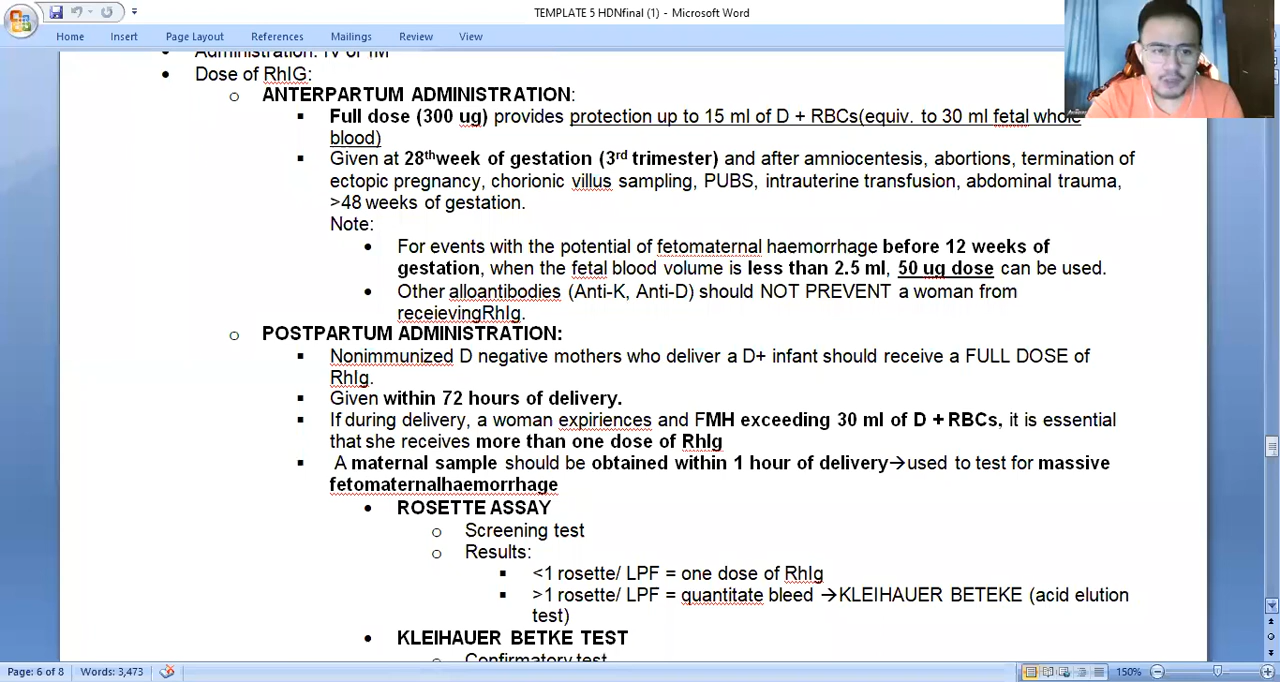 TEMPLATE 5 HDNfinal (1) - Microsoft Word
Home Insert Page Layout References Mailings Review View
Administration: IV or IM
Dose of RhIG:
ANTERPARTUM ADMINISTRATION:
Full dose (300 ug) provides protection up to 15 ml of D + RBCs(equiv. to 30 ml fetal whole
blood)
Given at 28thweek of gestation (3rd trimester) and after amniocentesis, abortions, termination of
ectopic pregnancy, chorionic villus sampling, PUBS, intrauterine transfusion, abdominal trauma,
>48 weeks of gestation.
Note:
For events with the potential of fetomaternal haemorrhage before 12 weeks of
gestation, when the fetal blood volume is less than 2.5 ml, 50 ug dose can be used.
Other alloantibodies (Anti-K, Anti-D) should NOT PREVENT a woman from
receievingRhIg.
POSTPARTUM ADMINISTRATION:
Nonimmunized D negative mothers who deliver a D+ infant should receive a FULL DOSE of
RhIg.
Given within 72 hours of delivery.
If during delivery, a woman expiriences and FMH exceeding 30 ml of D + RBCs, it is essential
that she receives more than one dose of RhIg
A maternal sample should be obtained within 1 hour of delivery→used to test for massive
fetomaternalhaemorrhage
ROSETTE ASSAY
Screening test
Results:
<1 rosette/ LPF = one dose of RhIg
>1 rosette/ LPF = quantitate bleed →KLEIHAUER BETEKE (acid elution
test)
KLEIHAUER BETKE TEST
Confirmatory test
Page: 6 of 8 Words: 3,473 150%